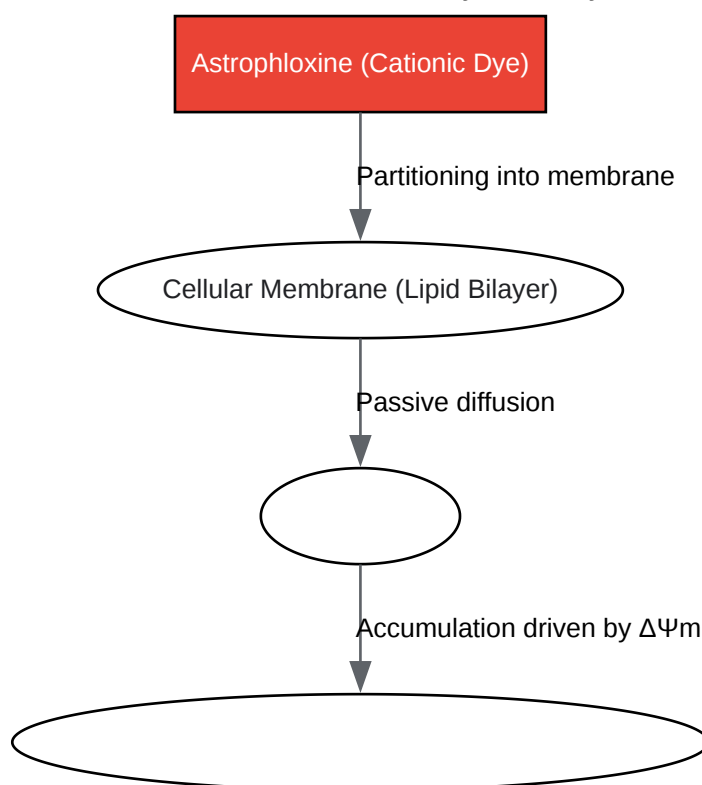 Astrophloxine (Cationic Dye)
Partitioning into membrane
Cellular Membrane (Lipid Bilayer)
Passive diffusion
Accumulation driven by ΔΨm